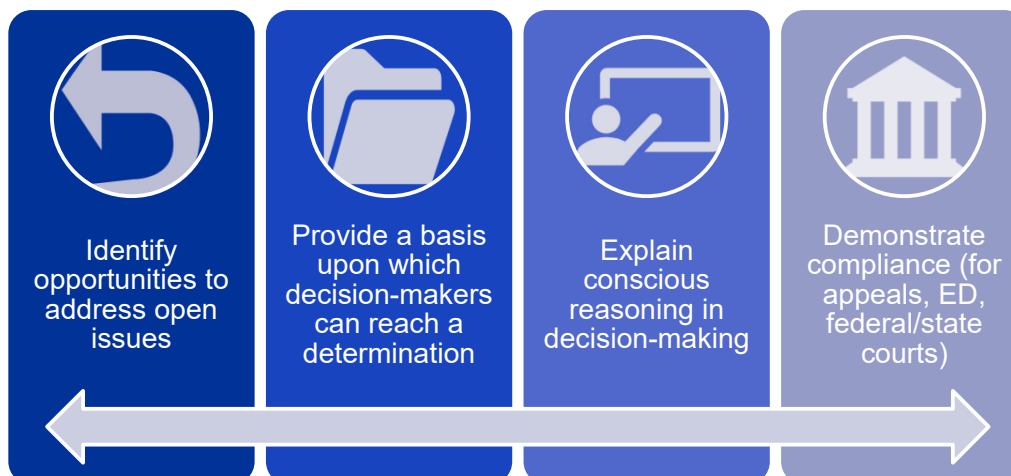 Identify
opportunities to
address open
issues
Provide a basis
upon which
decision-makers
can reach a
determination
Explain
conscious
reasoning in
decision-making
Demonstrate
compliance (for
appeals, ED,
federal/state
courts)